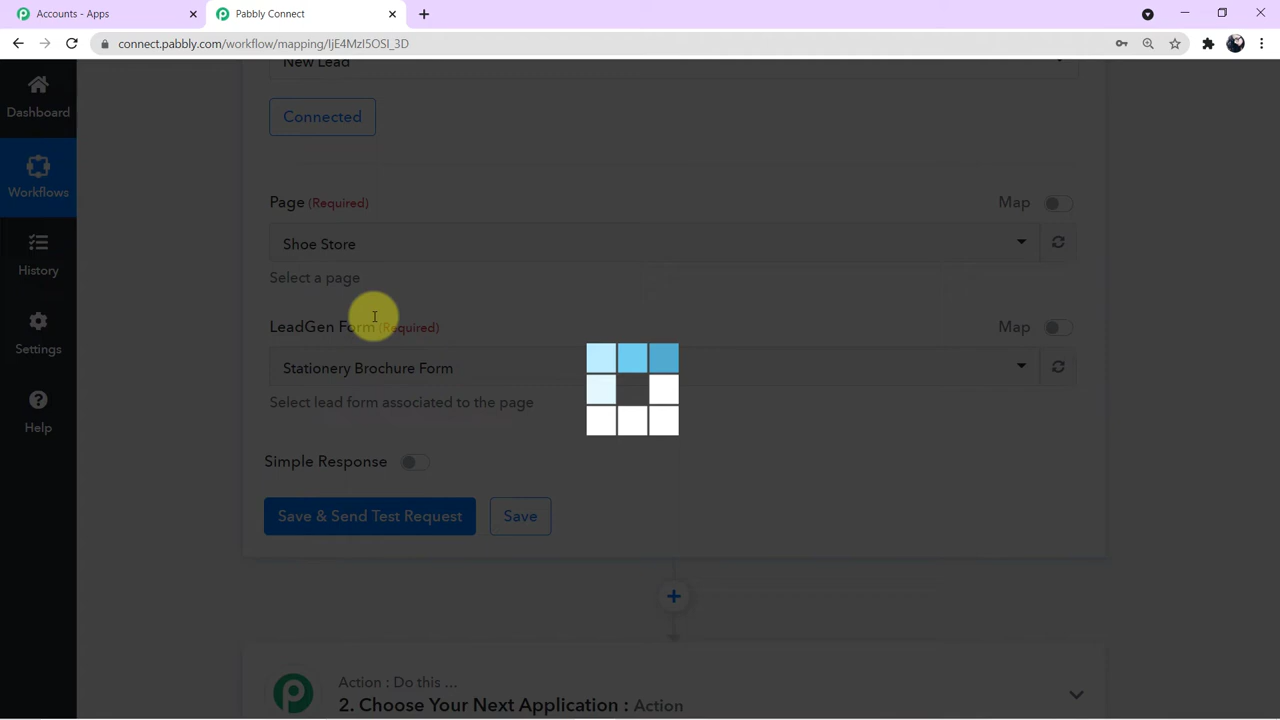 Accounts - Apps
Pabbly Connect
connect.pabbly.com/workflow/mapping/IjE4MzI5OSI_3D
New Lead
Dashboard
Connected
Workflows
Page (Required)
Map
Shoe Store
History
Select a page
LeadGen Form (Required)
Map
Settings
Stationery Brochure Form
Select lead form associated to the page
Help
Simple Response
Save & Send Test Request
Save
Action : Do this ...
2. Choose Your Next Application : Action